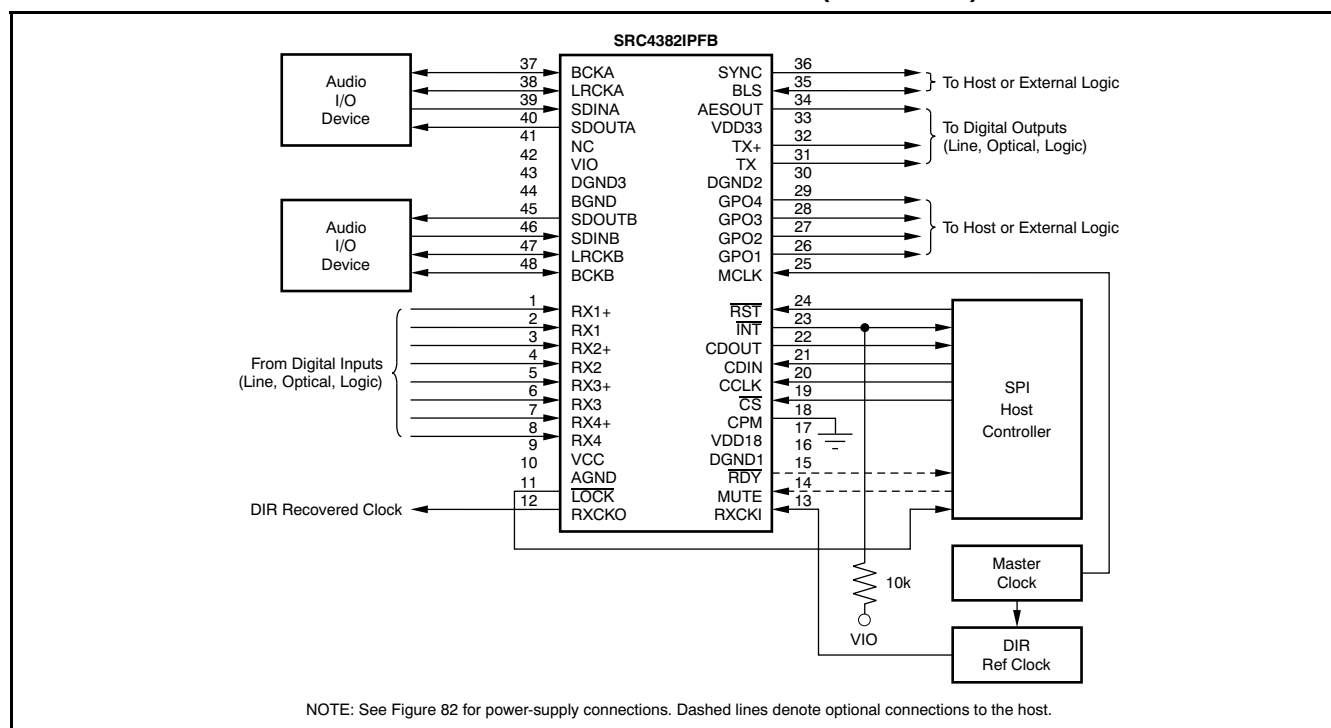 SRC4382IPFB
Audio
I/O
Device
37
38
39
40
41
42
43
44
Audio
I/O
Device
45
46
47
48
From Digital Inputs
(Line, Optical, Logic)
1
2
3
4
5
6
7
8
9
10
11
DIR Recovered Clock
12
BCKA
LRCKA
SDINA
SDOUTA
NC
VIO
DGND3
BGND
SDOUTB
SDINB
LRCKB
BCKB
RX1+
RX1
RX2+
RX2
RX3+
RX3
RX4+
RX4
VCC
AGND
LOCK
RXCKO
SYNC
BLS
AESOUT
VDD33
TX+
TX
DGND2
GPO4
GPO3
GPO2
GPO1
MCLK
RST
INT
CDOUT
CDIN
CCLK
CS
CPM
VDD18
DGND1
RDY
MUTE
RXCKI
36
35
34
33
32
31
30
29
28
27
26
25
24
23
22
21
20
19
18
17
16
15
14
13
To Host or External Logic
To Digital Outputs
(Line, Optical, Logic)
To Host or External Logic
SPI
Host
Controller
Master
Clock
10k
VIO
DIR
Ref Clock
NOTE: See Figure 82 for power-supply connections. Dashed lines denote optional connections to the host.